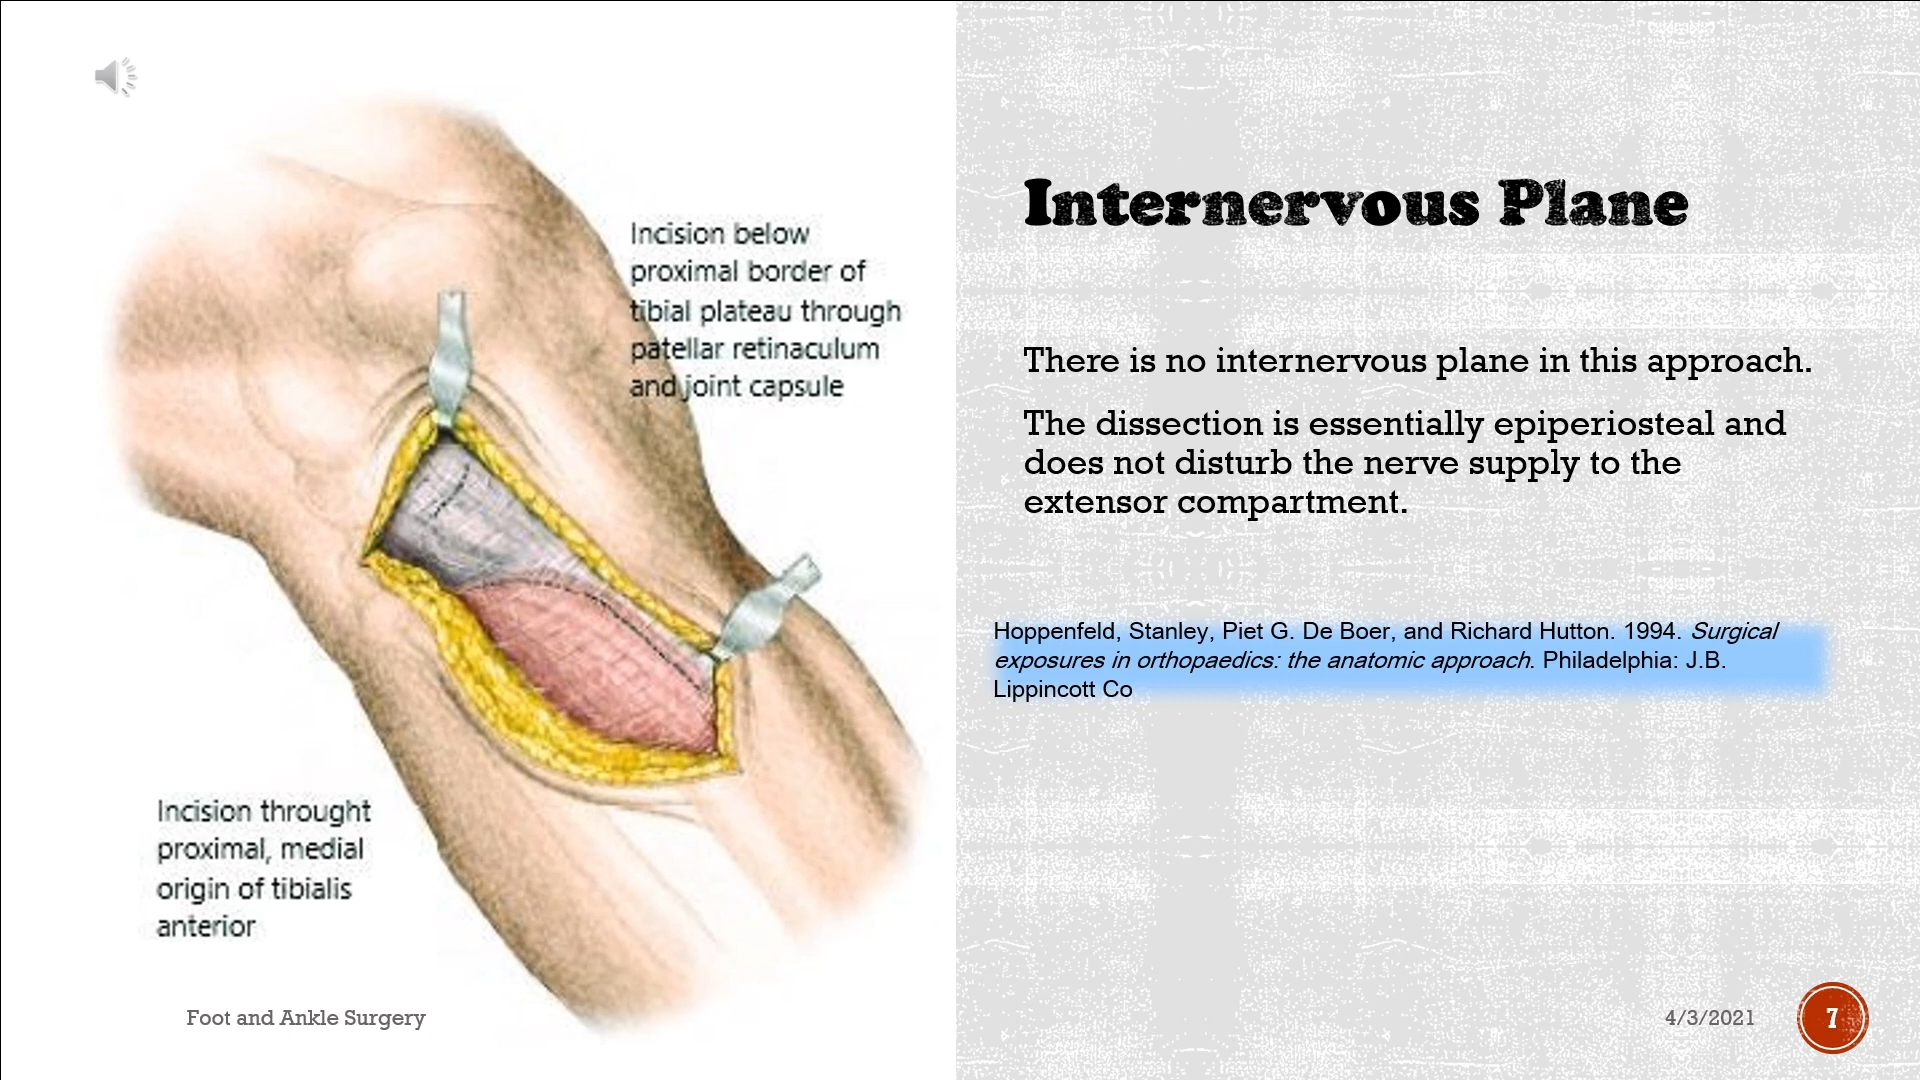 Incision below
proximal border of
tibial plateau through
patellar retinaculum
and joint capsule
Incision throught
proximal, medial
origin of tibialis
anterior
Foot and Ankle Surgery
Internervous Plane
There is no internervous plane in this approach.
The dissection is essentially epiperiosteal and
does not disturb the nerve supply to the
extensor compartment.
Hoppenfeld, Stanley, Piet G. De Boer, and Richard Hutton. 1994. Surgical
exposures in orthopaedics: the anatomic approach. Philadelphia: J.B.
Lippincott Co
4/3/2021
7